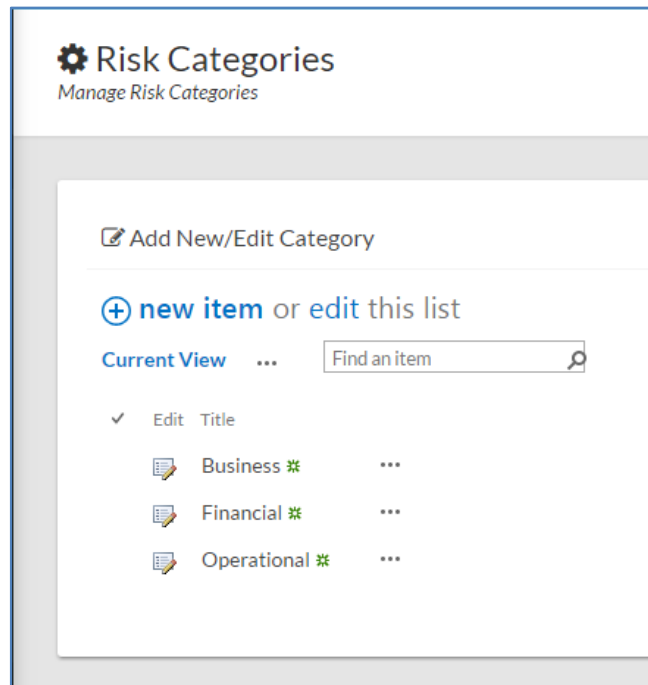 Risk Categories
Manage Risk Categories
Add New/Edit Category
new item or edit this list
Current View ... Find an item
Edit Title
Business ...
Financial ...
Operational ...